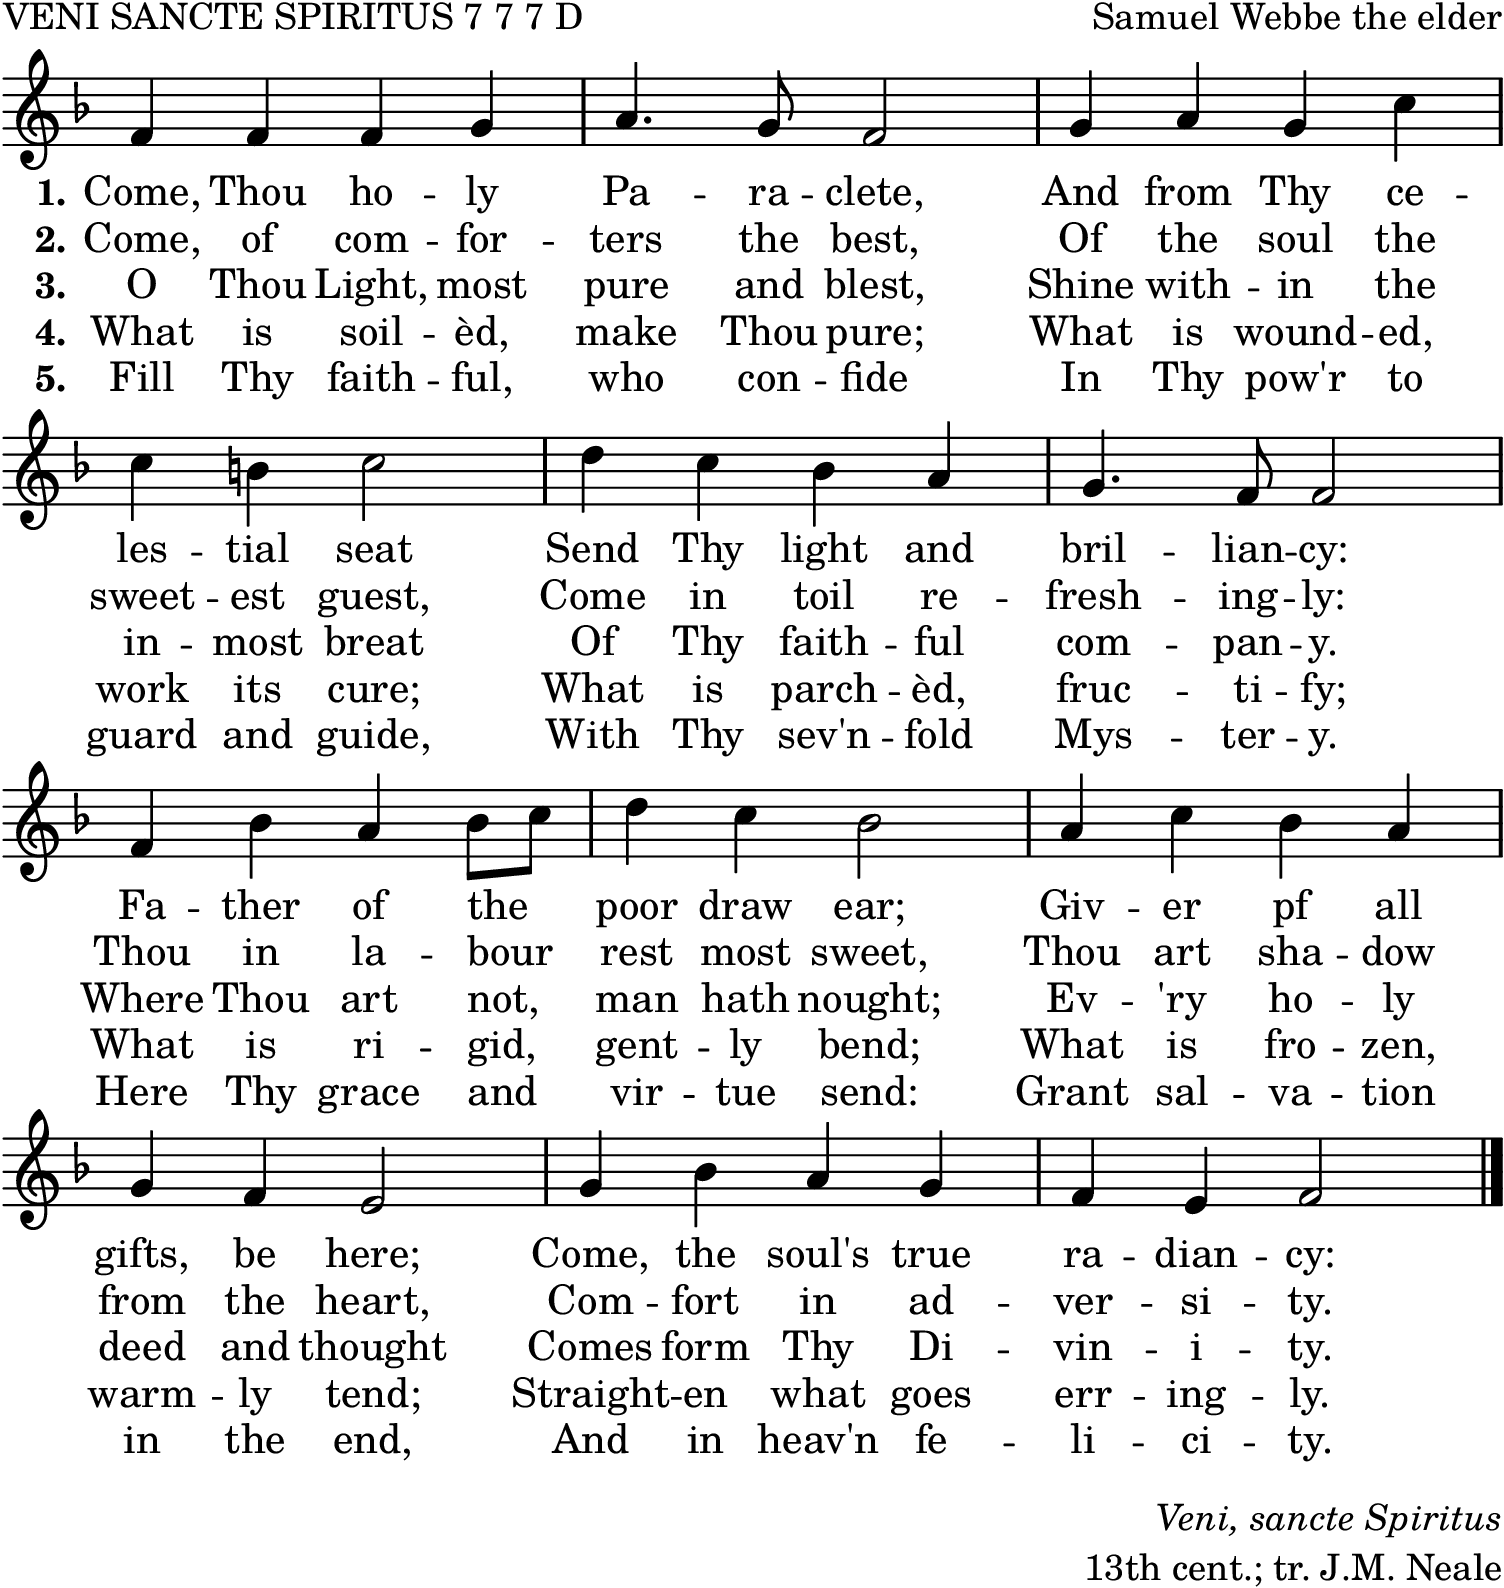 VENI SANCTE SPIRITUS 7 7 7 D
Samuel Webbe the elder
1. Come, Thou ho - ly Pa - ra - clete, And from Thy ce -
2. Come, of com - for - ters the best, Of the soul the
3. O Thou Light, most pure and blest, Shine with - in the
4. What is soil - èd, make Thou pure; What is wound - ed,
5. Fill Thy faith - ful, who con - fide In Thy pow'r to
les - tial seat Send Thy light and bril - lian - cy:
sweet - est guest, Come in toil re - fresh - ing - ly:
in - most breat Of Thy faith - ful com - pan - y.
work its cure; What is parch - èd, fruc - ti - fy;
guard and guide, With Thy sev'n - fold Mys - ter - y.
Fa - ther of the poor draw ear; Giv - er pf all
Thou in la - bour rest most sweet, Thou art sha - dow
Where Thou art not, man hath nought; Ev - 'ry ho - ly
What is ri - gid, gent - ly bend; What is fro - zen,
Here Thy grace and vir - tue send: Grant sal - va - tion
gifts, be here; Come, the soul's true ra - dian - cy:
from the heart, Com - fort in ad - ver - si - ty.
deed and thought Comes form Thy Di - vin - i - ty.
warm - ly tend; Straight - en what goes err - ing - ly.
in the end, And in heav'n fe - li - ci - ty.
Veni, sancte Spiritus
13th cent.; tr. J.M. Neale